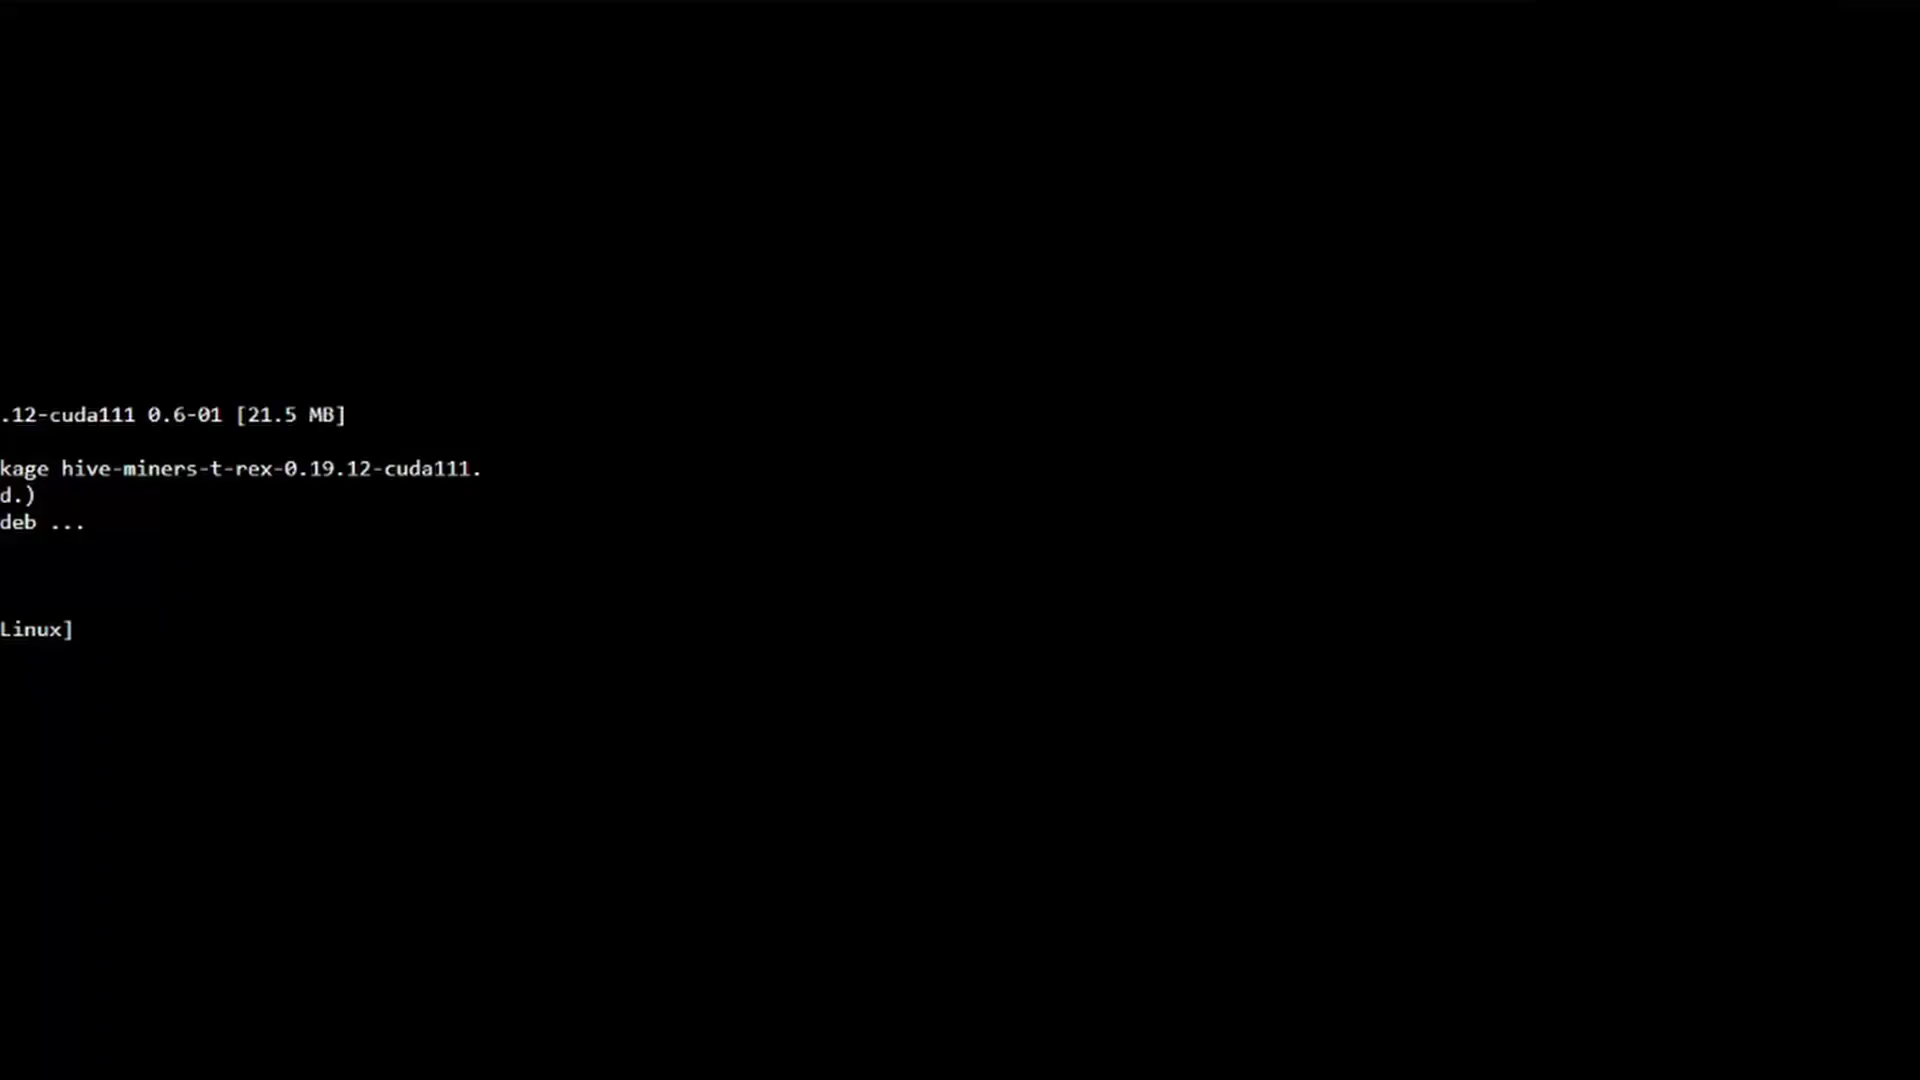 .12-cuda111 0.6-01 [21.5 MB]
kage hive-miners-t-rex-0.19.12-cuda111.
d.)
deb ...
Linux]